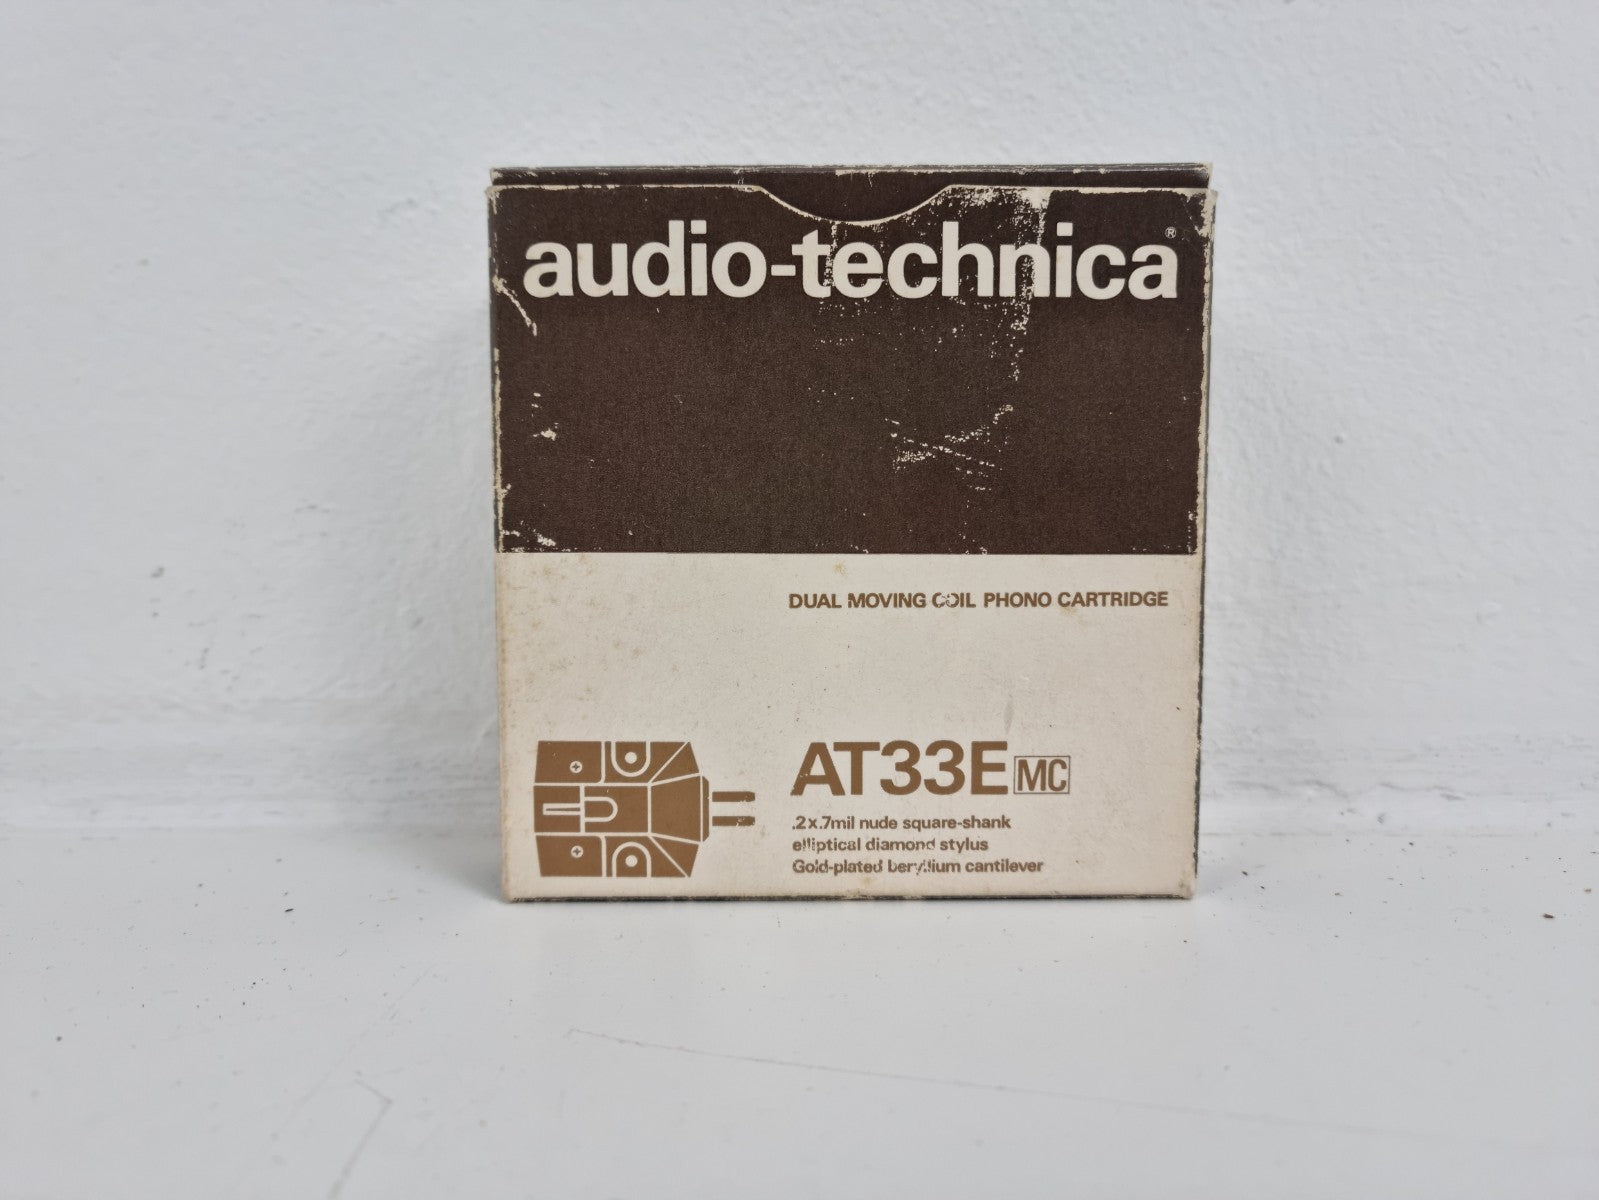 audio-technica®
DUAL MOVING COIL PHONO CARTRIDGE
AT33E MC
.2x.7mil nude square-shank
elliptical diamond stylus
Gold-plated beryllium cantilever